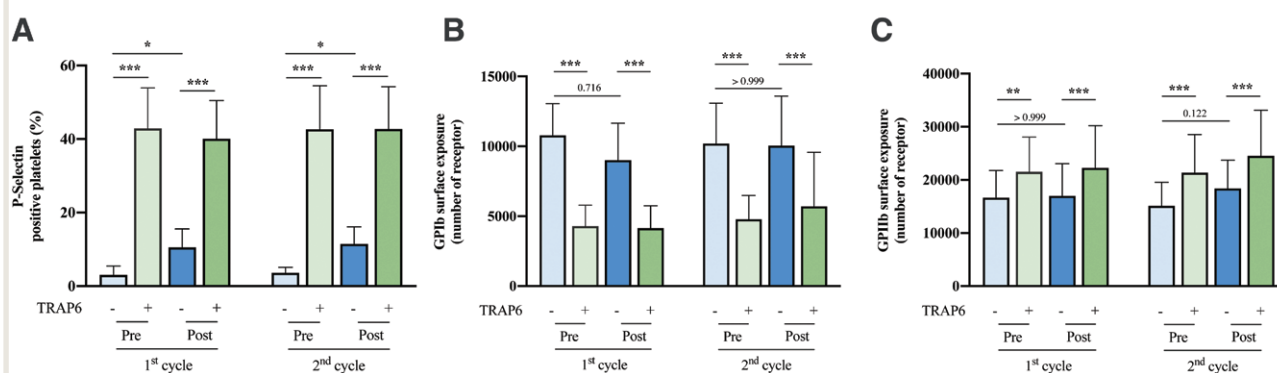 A
B
C
P-Selectin
positive platelets (%)
60
40
20
0
*
***
***
*
***
***
TRAP6
- + - + - + - +
Pre Post Pre Post
1st cycle 2nd cycle
GPIb surface exposure
(number of receptor)
15000
10000
5000
0
*** ***
0.716
*** ***
> 0.999
TRAP6
- + - + - + - +
Pre Post Pre Post
1st cycle 2nd cycle
GPIIb surface exposure
(number of receptor)
40000
30000
20000
10000
0
** ***
> 0.999
*** ***
0.122
TRAP6
- + - + - + - +
Pre Post Pre Post
1st cycle 2nd cycle